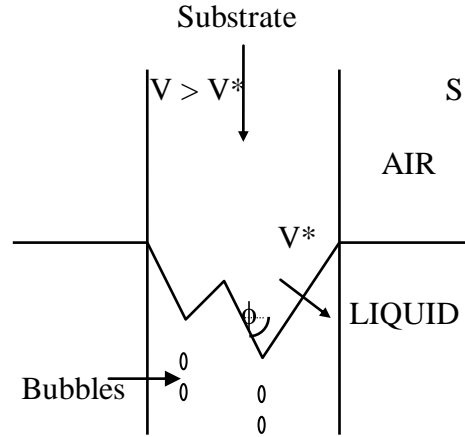 Substrate
V > V*
S
AIR
V*
ϕ
LIQUID
Bubbles